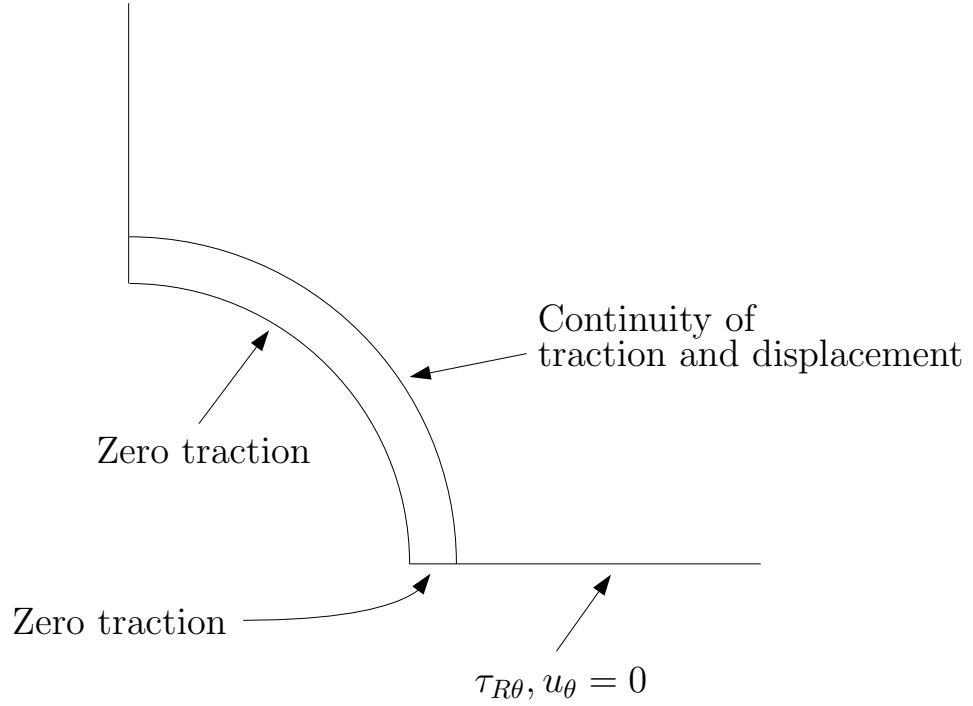 Continuity of
traction and displacement
Zero traction
Zero traction
τ_{Rθ}, u_θ = 0